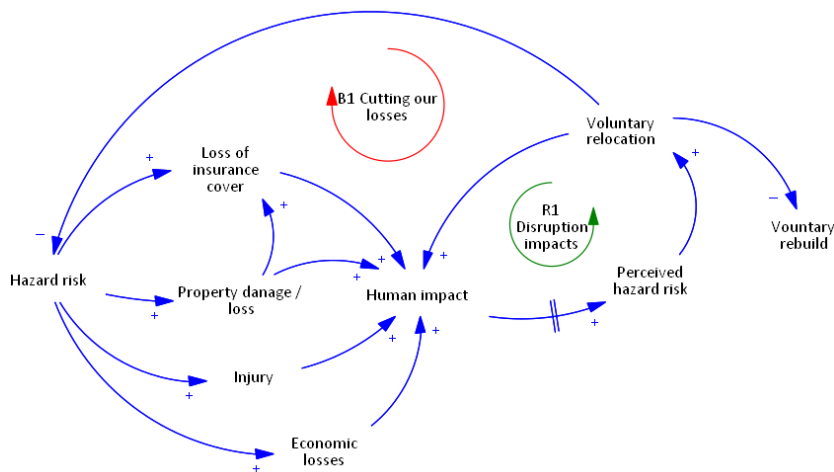 B1 Cutting our
losses
Voluntary
relocation
+
Loss of
insurance
cover
+
+
−
R1
Disruption
impacts
Vountary
rebuild
−
+
Hazard risk
Property danage /
loss
+
+
+
+
Human impact
Perceived
hazard risk
+
+
+
+
Injury
+
Economic
losses
+